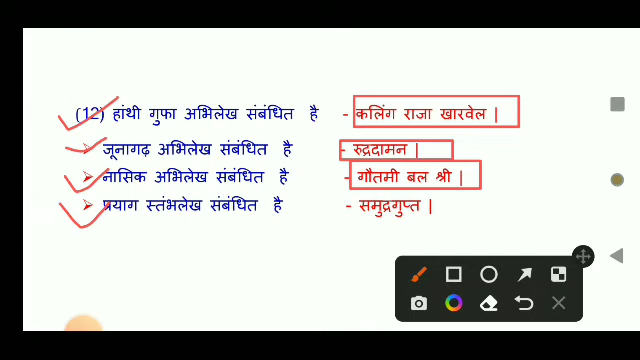 (12) हांथी गुफा अभिलेख संबंधित है - कलिंग राजा खारवेल |
➢ जूनागढ़ अभिलेख संबंधित है - रुद्रदामन |
➢ नासिक अभिलेख संबंधित है - गौतमी बल श्री |
➢ प्रयाग स्तंभलेख संबंधित है - समुद्रगुप्त |